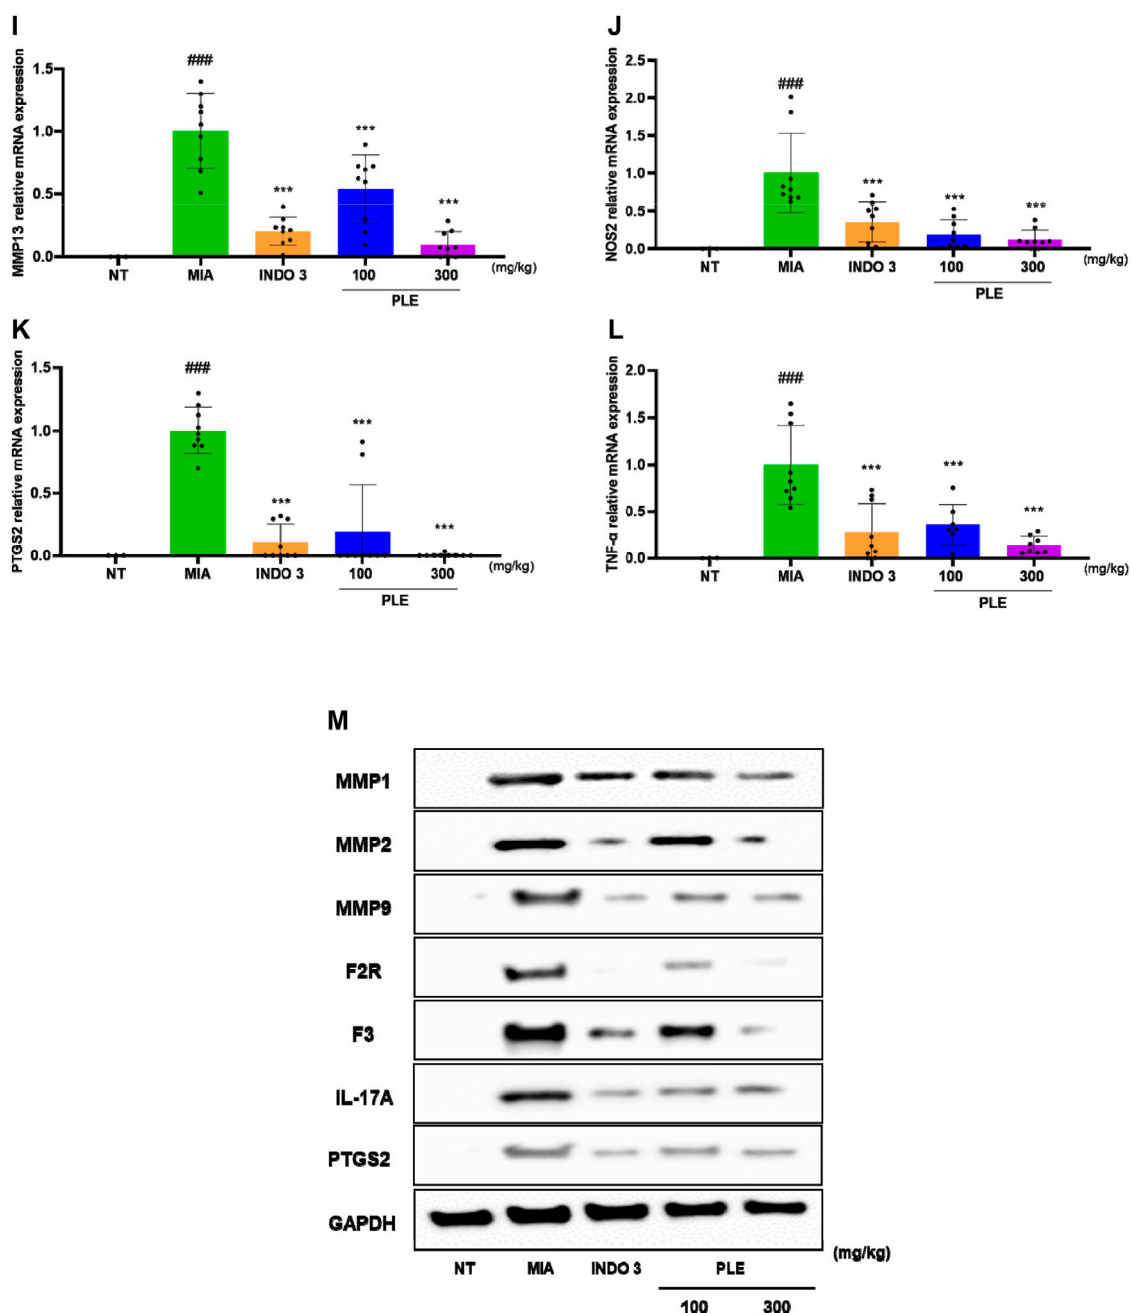 I
MMP13 relative mRNA expression
1.5
1.0
0.5
0.0
###
***
***
***
NT
MIA
INDO 3
100
300
(mg/kg)
PLE
J
NOS2 relative mRNA expression
2.5
2.0
1.5
1.0
0.5
0.0
###
***
***
***
NT
MIA
INDO 3
100
300
(mg/kg)
PLE
K
PTGS2 relative mRNA expression
1.5
1.0
0.5
0.0
###
***
***
***
NT
MIA
INDO 3
100
300
(mg/kg)
PLE
L
TNF-α relative mRNA expression
2.0
1.5
1.0
0.5
0.0
###
***
***
***
NT
MIA
INDO 3
100
300
(mg/kg)
PLE
M
MMP1
MMP2
MMP9
F2R
F3
IL-17A
PTGS2
GAPDH
(mg/kg)
NT
MIA
INDO 3
PLE
100
300